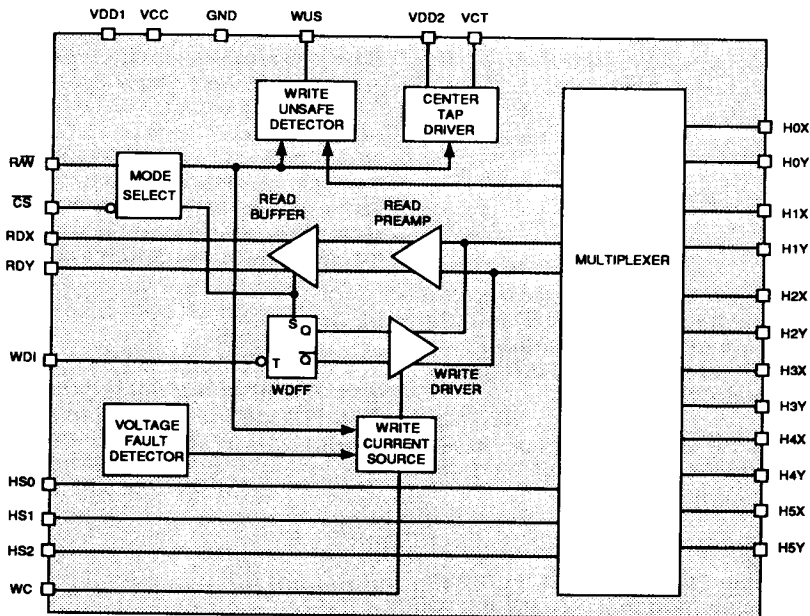 VDD1 VCC GND WUS VDD2 VCT
WRITE
UNSAFE
DETECTOR
CENTER
TAP
DRIVER
R/W̅
MODE
SELECT
C̅S̅
READ
BUFFER
READ
PREAMP
RDX
RDY
MULTIPLEXER
S Q
T Q̅
WDI
WDFF
WRITE
DRIVER
VOLTAGE
FAULT
DETECTOR
WRITE
CURRENT
SOURCE
HS0
HS1
HS2
WC
H0X
H0Y
H1X
H1Y
H2X
H2Y
H3X
H3Y
H4X
H4Y
H5X
H5Y